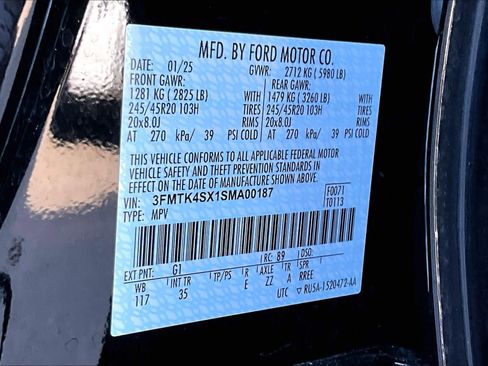 MFD. BY FORD MOTOR CO.
DATE: 01/25 GVWR: 2712 KG ( 5980 LB)
FRONT GAWR: REAR GAWR:
1281 KG ( 2825 LB) WITH 1479 KG ( 3260 LB) WITH
245/45R20 103H TIRES 245/45R20 103H TIRES
20x8.0J RIMS 20x8.0J RIMS
AT 270 kPa/ 39 PSI COLD AT 270 kPa/ 39 PSI COLD
THIS VEHICLE CONFORMS TO ALL APPLICABLE FEDERAL MOTOR
VEHICLE SAFETY AND THEFT PREVENTION STANDARDS IN
EFFECT ON THE DATE OF MANUFACTURE SHOWN ABOVE.
VIN: 3FMTK4SX1SMA00187 F0071
TYPE: MPV T0113
EXT PNT: G1 RC: 89 DSO:
WB INT TR TP/PS R AXLE TR SPR
117 35 E ZZ A RREE
UTC RU5A-1520472-AA